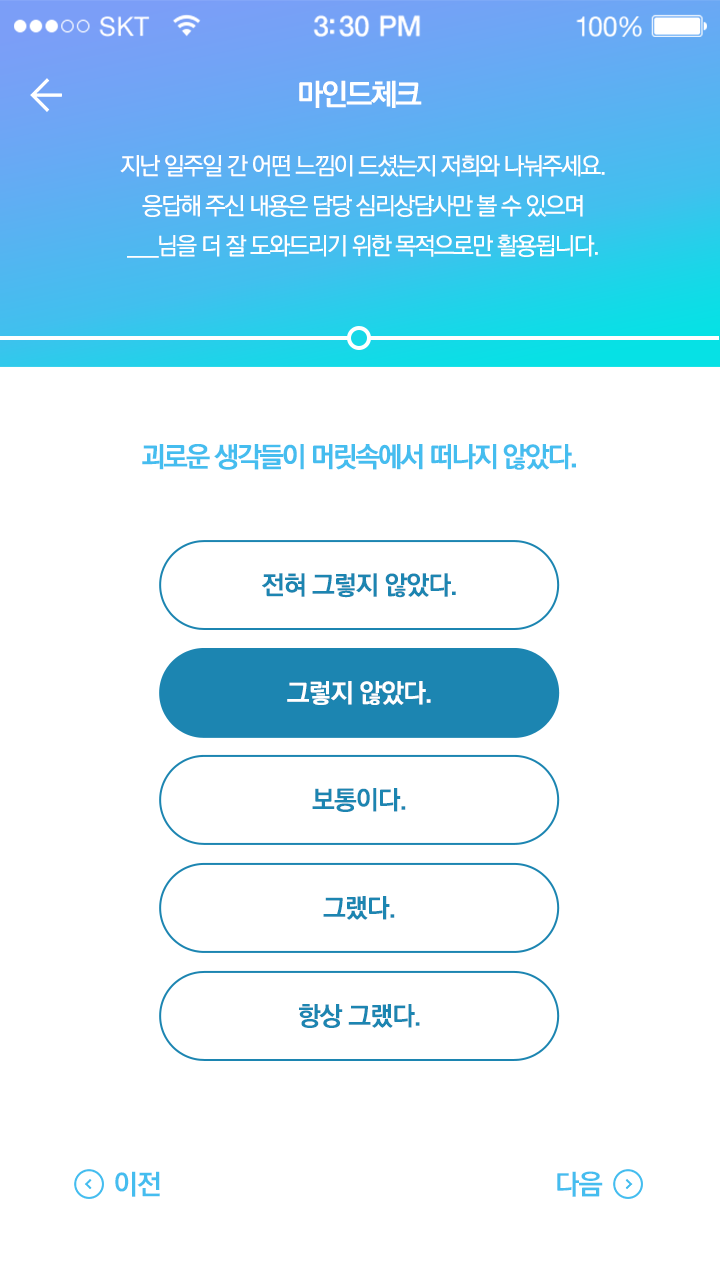 SKT 3:30 PM 100%
마인드체크
지난 일주일 간 어떤 느낌이 드셨는지 저희와 나눠주세요.
응답해 주신 내용은 담당 심리상담사만 볼 수 있으며
___님을 더 잘 도와드리기 위한 목적으로만 활용됩니다.
괴로운 생각들이 머릿속에서 떠나지 않았다.
전혀 그렇지 않았다.
그렇지 않았다.
보통이다.
그랬다.
항상 그랬다.
이전 다음